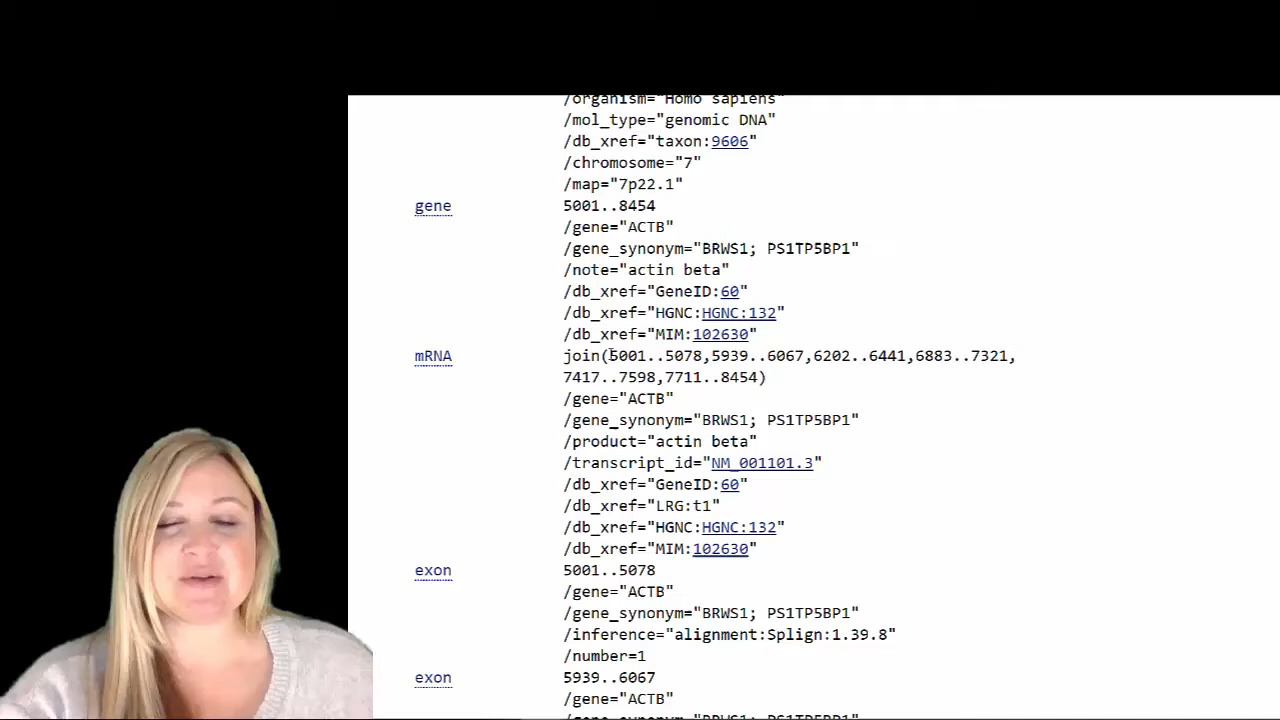 /organism="Homo sapiens"
/mol_type="genomic DNA"
/db_xref="taxon:9606"
/chromosome="7"
/map="7p22.1"
gene 5001..8454
/gene="ACTB"
/gene_synonym="BRWS1; PS1TP5BP1"
/note="actin beta"
/db_xref="GeneID:60"
/db_xref="HGNC:HGNC:132"
/db_xref="MIM:102630"
mRNA join(5001..5078,5939..6067,6202..6441,6883..7321,
7417..7598,7711..8454)
/gene="ACTB"
/gene_synonym="BRWS1; PS1TP5BP1"
/product="actin beta"
/transcript_id="NM_001101.3"
/db_xref="GeneID:60"
/db_xref="LRG:t1"
/db_xref="HGNC:HGNC:132"
/db_xref="MIM:102630"
exon 5001..5078
/gene="ACTB"
/gene_synonym="BRWS1; PS1TP5BP1"
/inference="alignment:Splign:1.39.8"
/number=1
exon 5939..6067
/gene="ACTB"
/gene_synonym="BRWS1; PS1TP5BP1"